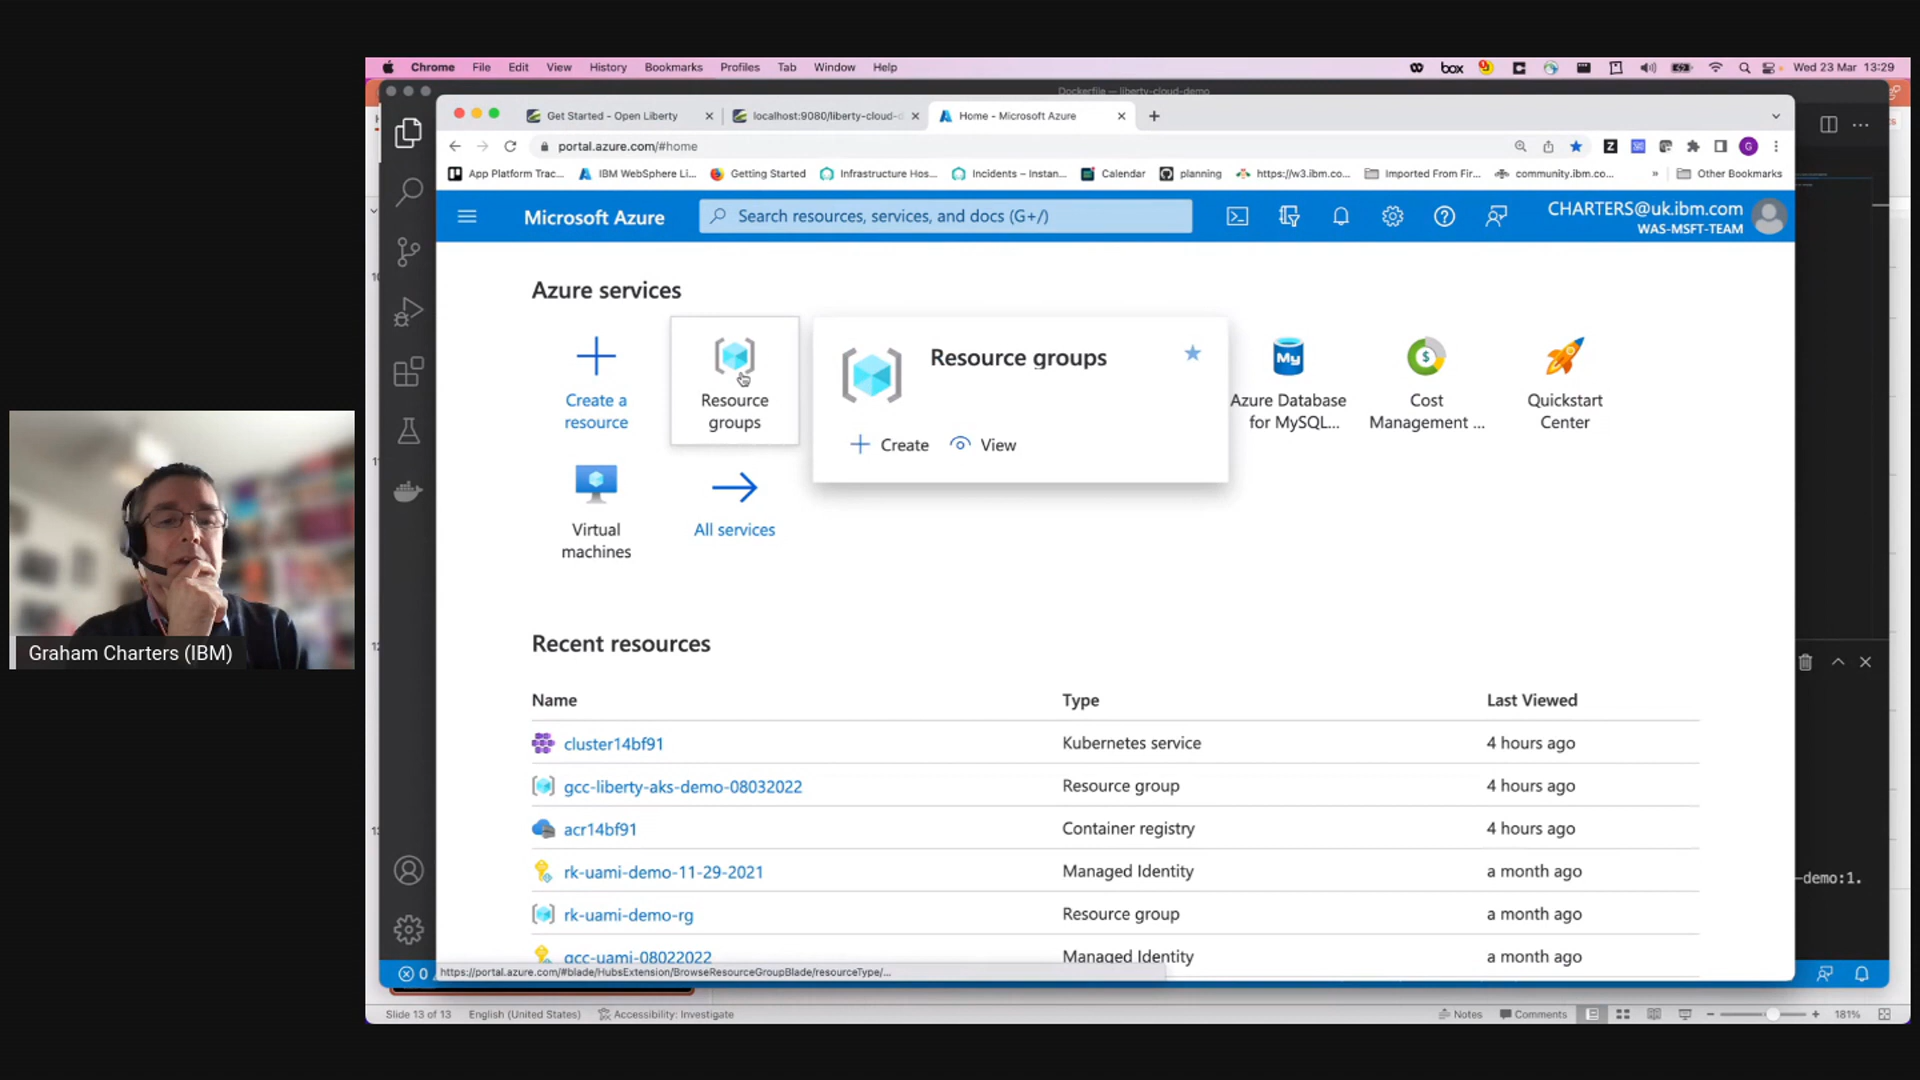 Chrome File Edit View History Bookmarks Profiles Tab Window Help
box
Wed 23 Mar 13:29
Dockerfile — liberty-cloud-demo
Get Started - Open Liberty
localhost:9080/liberty-cloud-d
Home - Microsoft Azure
portal.azure.com/#home
App Platform Trac...
IBM WebSphere Li...
Getting Started
Infrastructure Hos...
Incidents – Instan...
Calendar
planning
https://w3.ibm.co...
Imported From Fir...
community.ibm.co...
»
Other Bookmarks
Microsoft Azure
Search resources, services, and docs (G+/)
CHARTERS@uk.ibm.com
WAS-MSFT-TEAM
Azure services
Create a
resource
Resource
groups
Resource groups
Create
View
Azure Database
for MySQL...
Cost
Management ...
Quickstart
Center
Virtual
machines
All services
Recent resources
Name Type Last Viewed
cluster14bf91 Kubernetes service 4 hours ago
gcc-liberty-aks-demo-08032022 Resource group 4 hours ago
acr14bf91 Container registry 4 hours ago
rk-uami-demo-11-29-2021 Managed Identity a month ago
rk-uami-demo-rg Resource group a month ago
gcc-uami-08022022 Managed Identity a month ago
https://portal.azure.com/#blade/HubsExtension/BrowseResourceGroupBlade/resourceType/...
-demo:1.
0
Graham Charters (IBM)
Slide 13 of 13 English (United States) Accessibility: Investigate
Notes Comments 181%